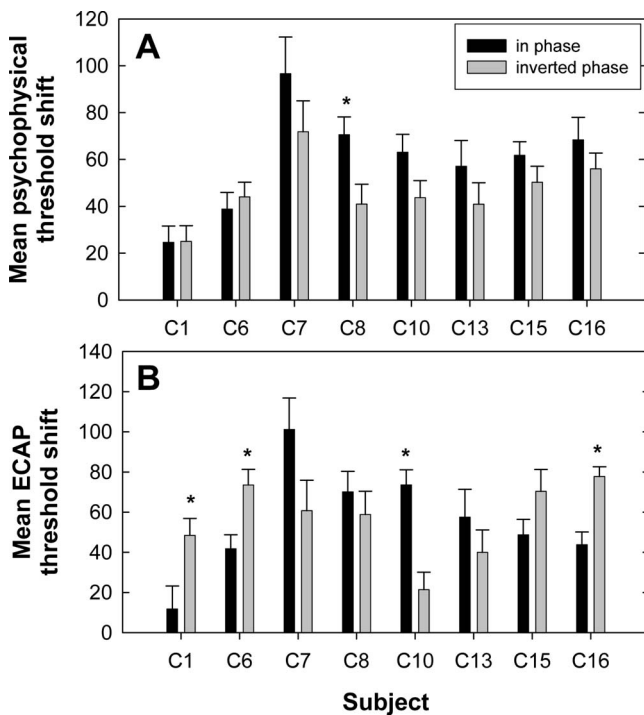 A
in phase
inverted phase
Mean psychophysical
threshold shift
120
100
80
60
40
20
0
*
C1 C6 C7 C8 C10 C13 C15 C16
B
Mean ECAP
threshold shift
140
120
100
80
60
40
20
0
* * * *
C1 C6 C7 C8 C10 C13 C15 C16
Subject